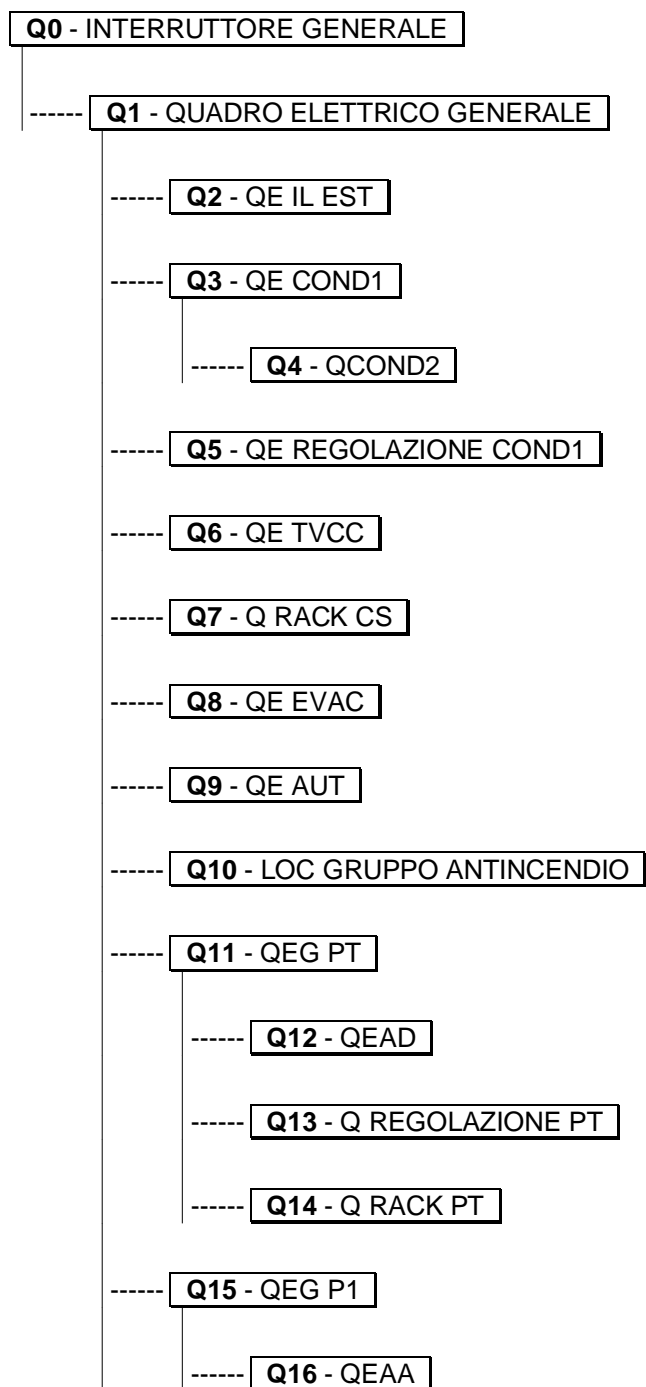 Q0 - INTERRUTTORE GENERALE
------ Q1 - QUADRO ELETTRICO GENERALE
------ Q2 - QE IL EST
------ Q3 - QE COND1
------ Q4 - QCOND2
------ Q5 - QE REGOLAZIONE COND1
------ Q6 - QE TVCC
------ Q7 - Q RACK CS
------ Q8 - QE EVAC
------ Q9 - QE AUT
------ Q10 - LOC GRUPPO ANTINCENDIO
------ Q11 - QEG PT
------ Q12 - QEAD
------ Q13 - Q REGOLAZIONE PT
------ Q14 - Q RACK PT
------ Q15 - QEG P1
------ Q16 - QEAA